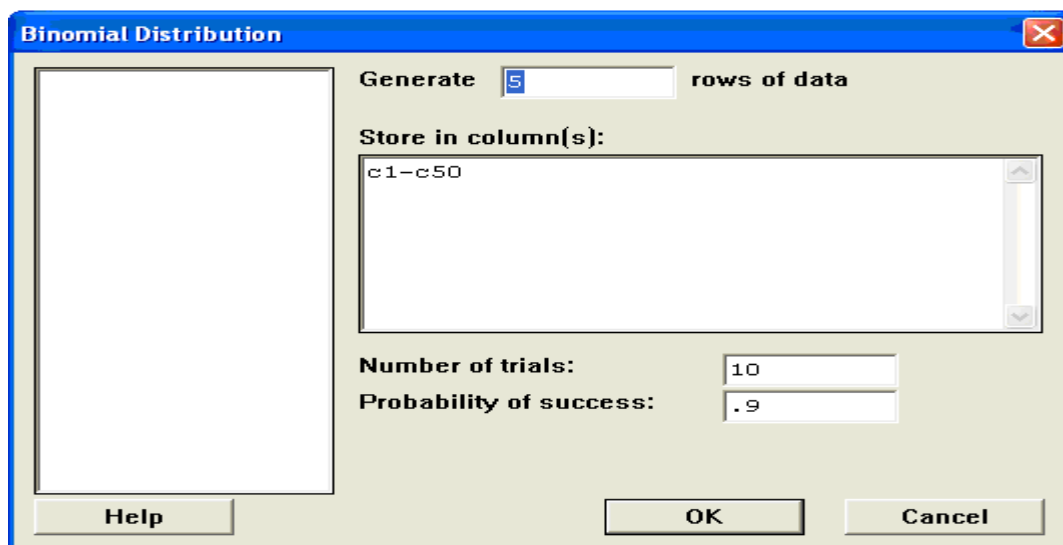 Binomial Distribution
Generate 5 rows of data
Store in column(s):
c1-c50
Number of trials: 10
Probability of success: .9
Help OK Cancel